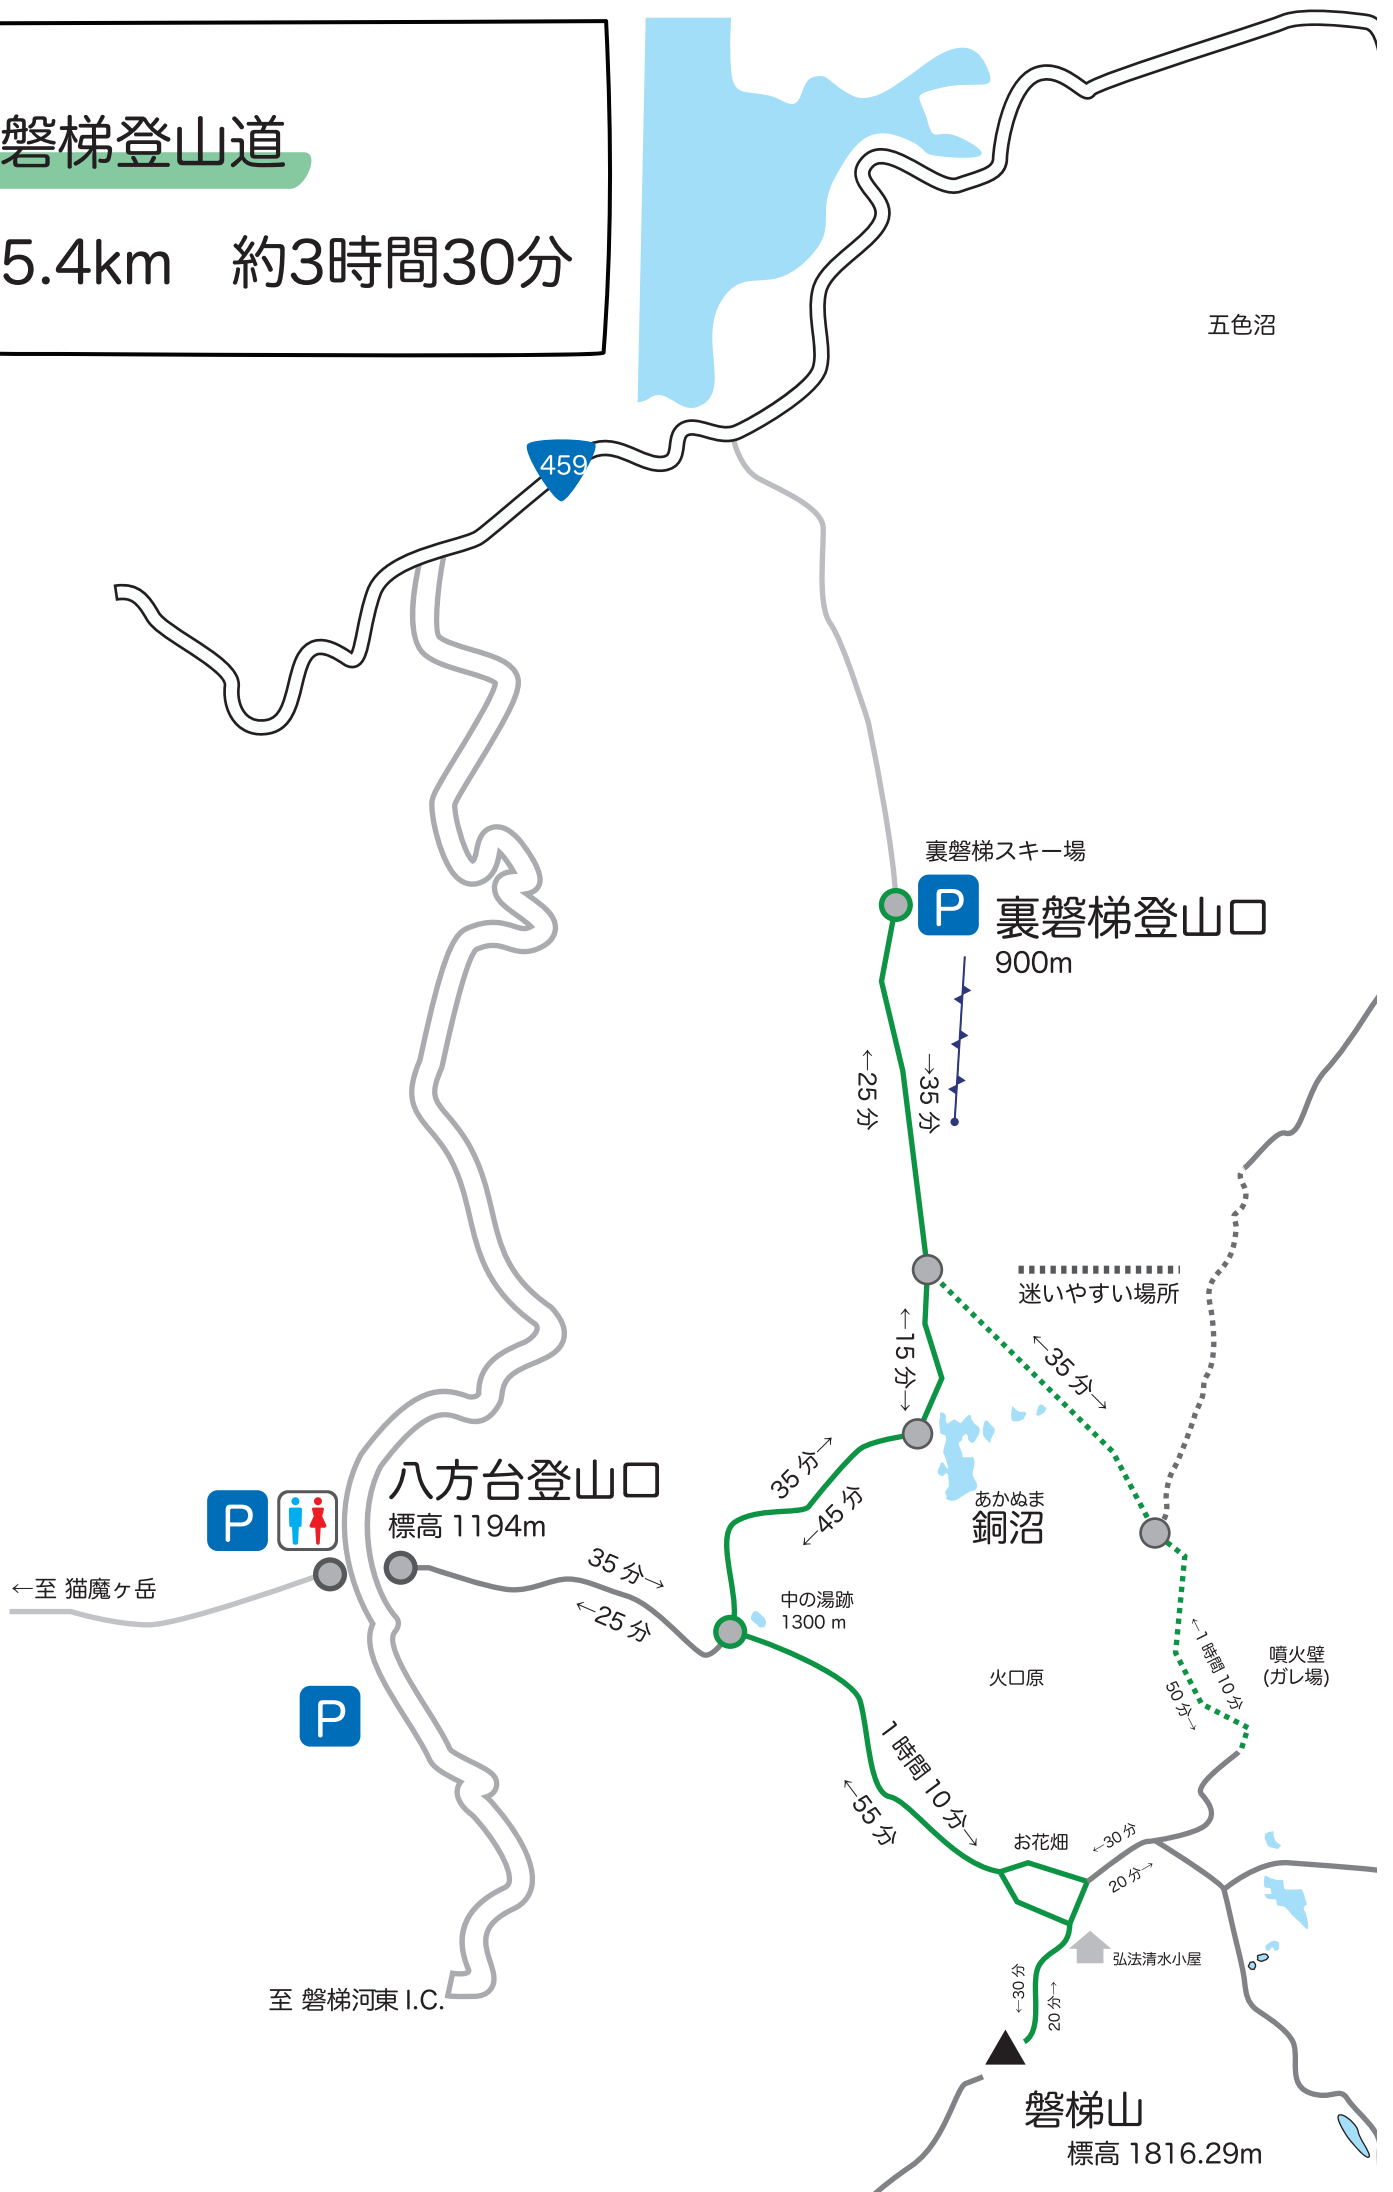 磐梯登山道
5.4km 約3時間30分
五色沼
459
裏磐梯スキー場
P
裏磐梯登山口
900m
←25分
→35分
迷いやすい場所
←15分→
←35分→
35分→
←45分
あかぬま
銅沼
八方台登山口
標高 1194m
P
←至 猫魔ヶ岳
35分→
←25分
中の湯跡
1300 m
火口原
噴火壁
(ガレ場)
←1時間10分
50分→
P
1時間10分→
←55分
お花畑
←30分
20分→
弘法清水小屋
←30分
20分→
至 磐梯河東 I.C.
磐梯山
標高 1816.29m